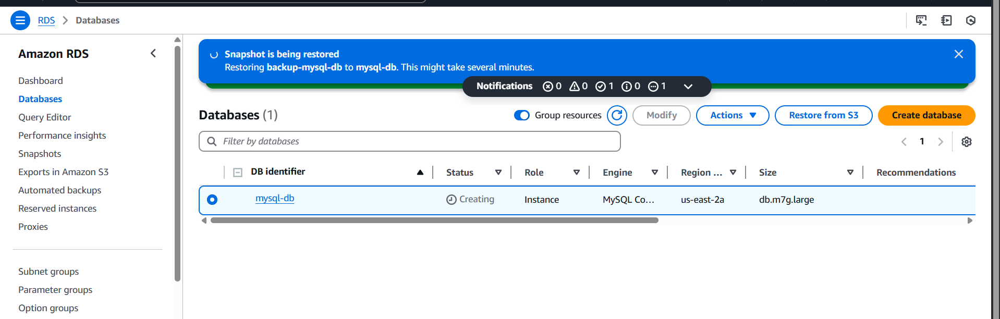 RDS > Databases
Amazon RDS
Dashboard
Databases
Query Editor
Performance insights
Snapshots
Exports in Amazon S3
Automated backups
Reserved instances
Proxies
Subnet groups
Parameter groups
Option groups
Snapshot is being restored
Restoring backup-mysql-db to mysql-db. This might take several minutes.
Notifications 0 0 1 0 1
Databases (1) Group resources Modify Actions Restore from S3 Create database
Filter by databases 1
DB identifier Status Role Engine Region ... Size Recommendations
mysql-db Creating Instance MySQL Co... us-east-2a db.m7g.large